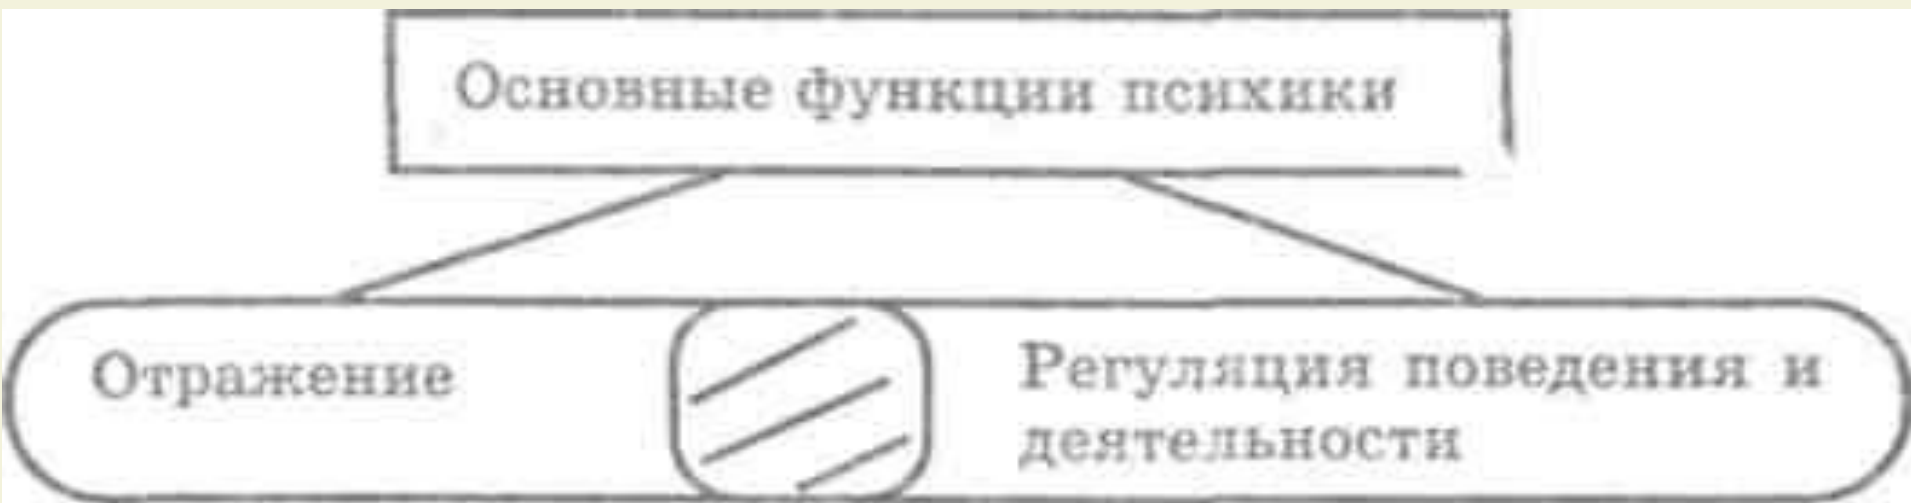 Основные функции психики
Отражение
Регуляция поведения и
деятельности